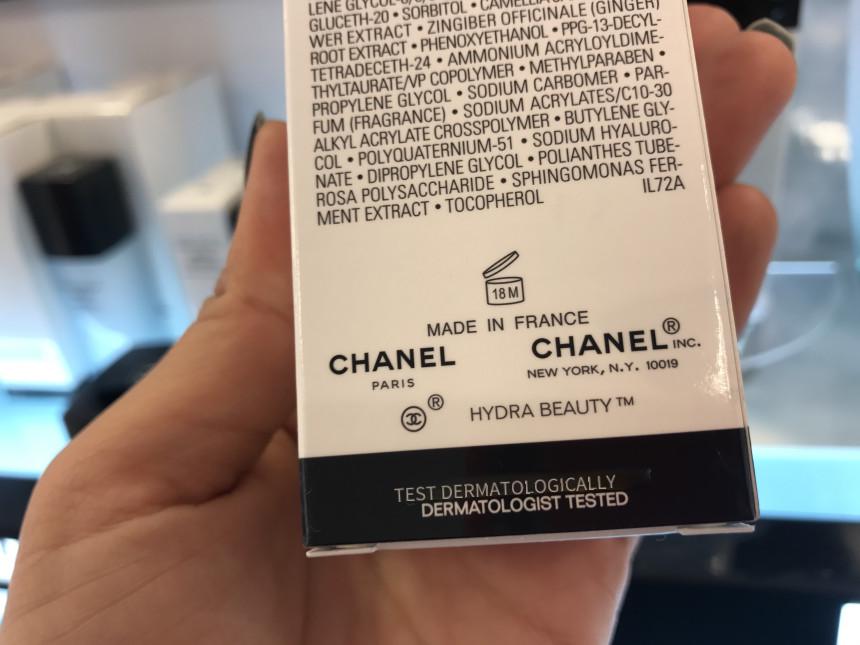 GLUCETH-20 • SORBITOL •
WER EXTRACT • ZINGIBER OFFICINALE (GINGER)
ROOT EXTRACT • PHENOXYETHANOL • PPG-13-DECYL-
TETRADECETH-24 • AMMONIUM ACRYLOYLDIME-
THYLTAURATE/VP COPOLYMER • METHYLPARABEN •
PROPYLENE GLYCOL • SODIUM CARBOMER • PAR-
FUM (FRAGRANCE) • SODIUM ACRYLATES/C10-30
ALKYL ACRYLATE CROSSPOLYMER • BUTYLENE GLY-
COL • POLYQUATERNIUM-51 • SODIUM HYALURO-
NATE • DIPROPYLENE GLYCOL • POLIANTHES TUBE-
ROSA POLYSACCHARIDE • SPHINGOMONAS FER-
MENT EXTRACT • TOCOPHEROL IL72A
18M
MADE IN FRANCE
CHANEL CHANEL® INC.
PARIS NEW YORK, N.Y. 10019
® HYDRA BEAUTY™
TEST DERMATOLOGICALLY
DERMATOLOGIST TESTED